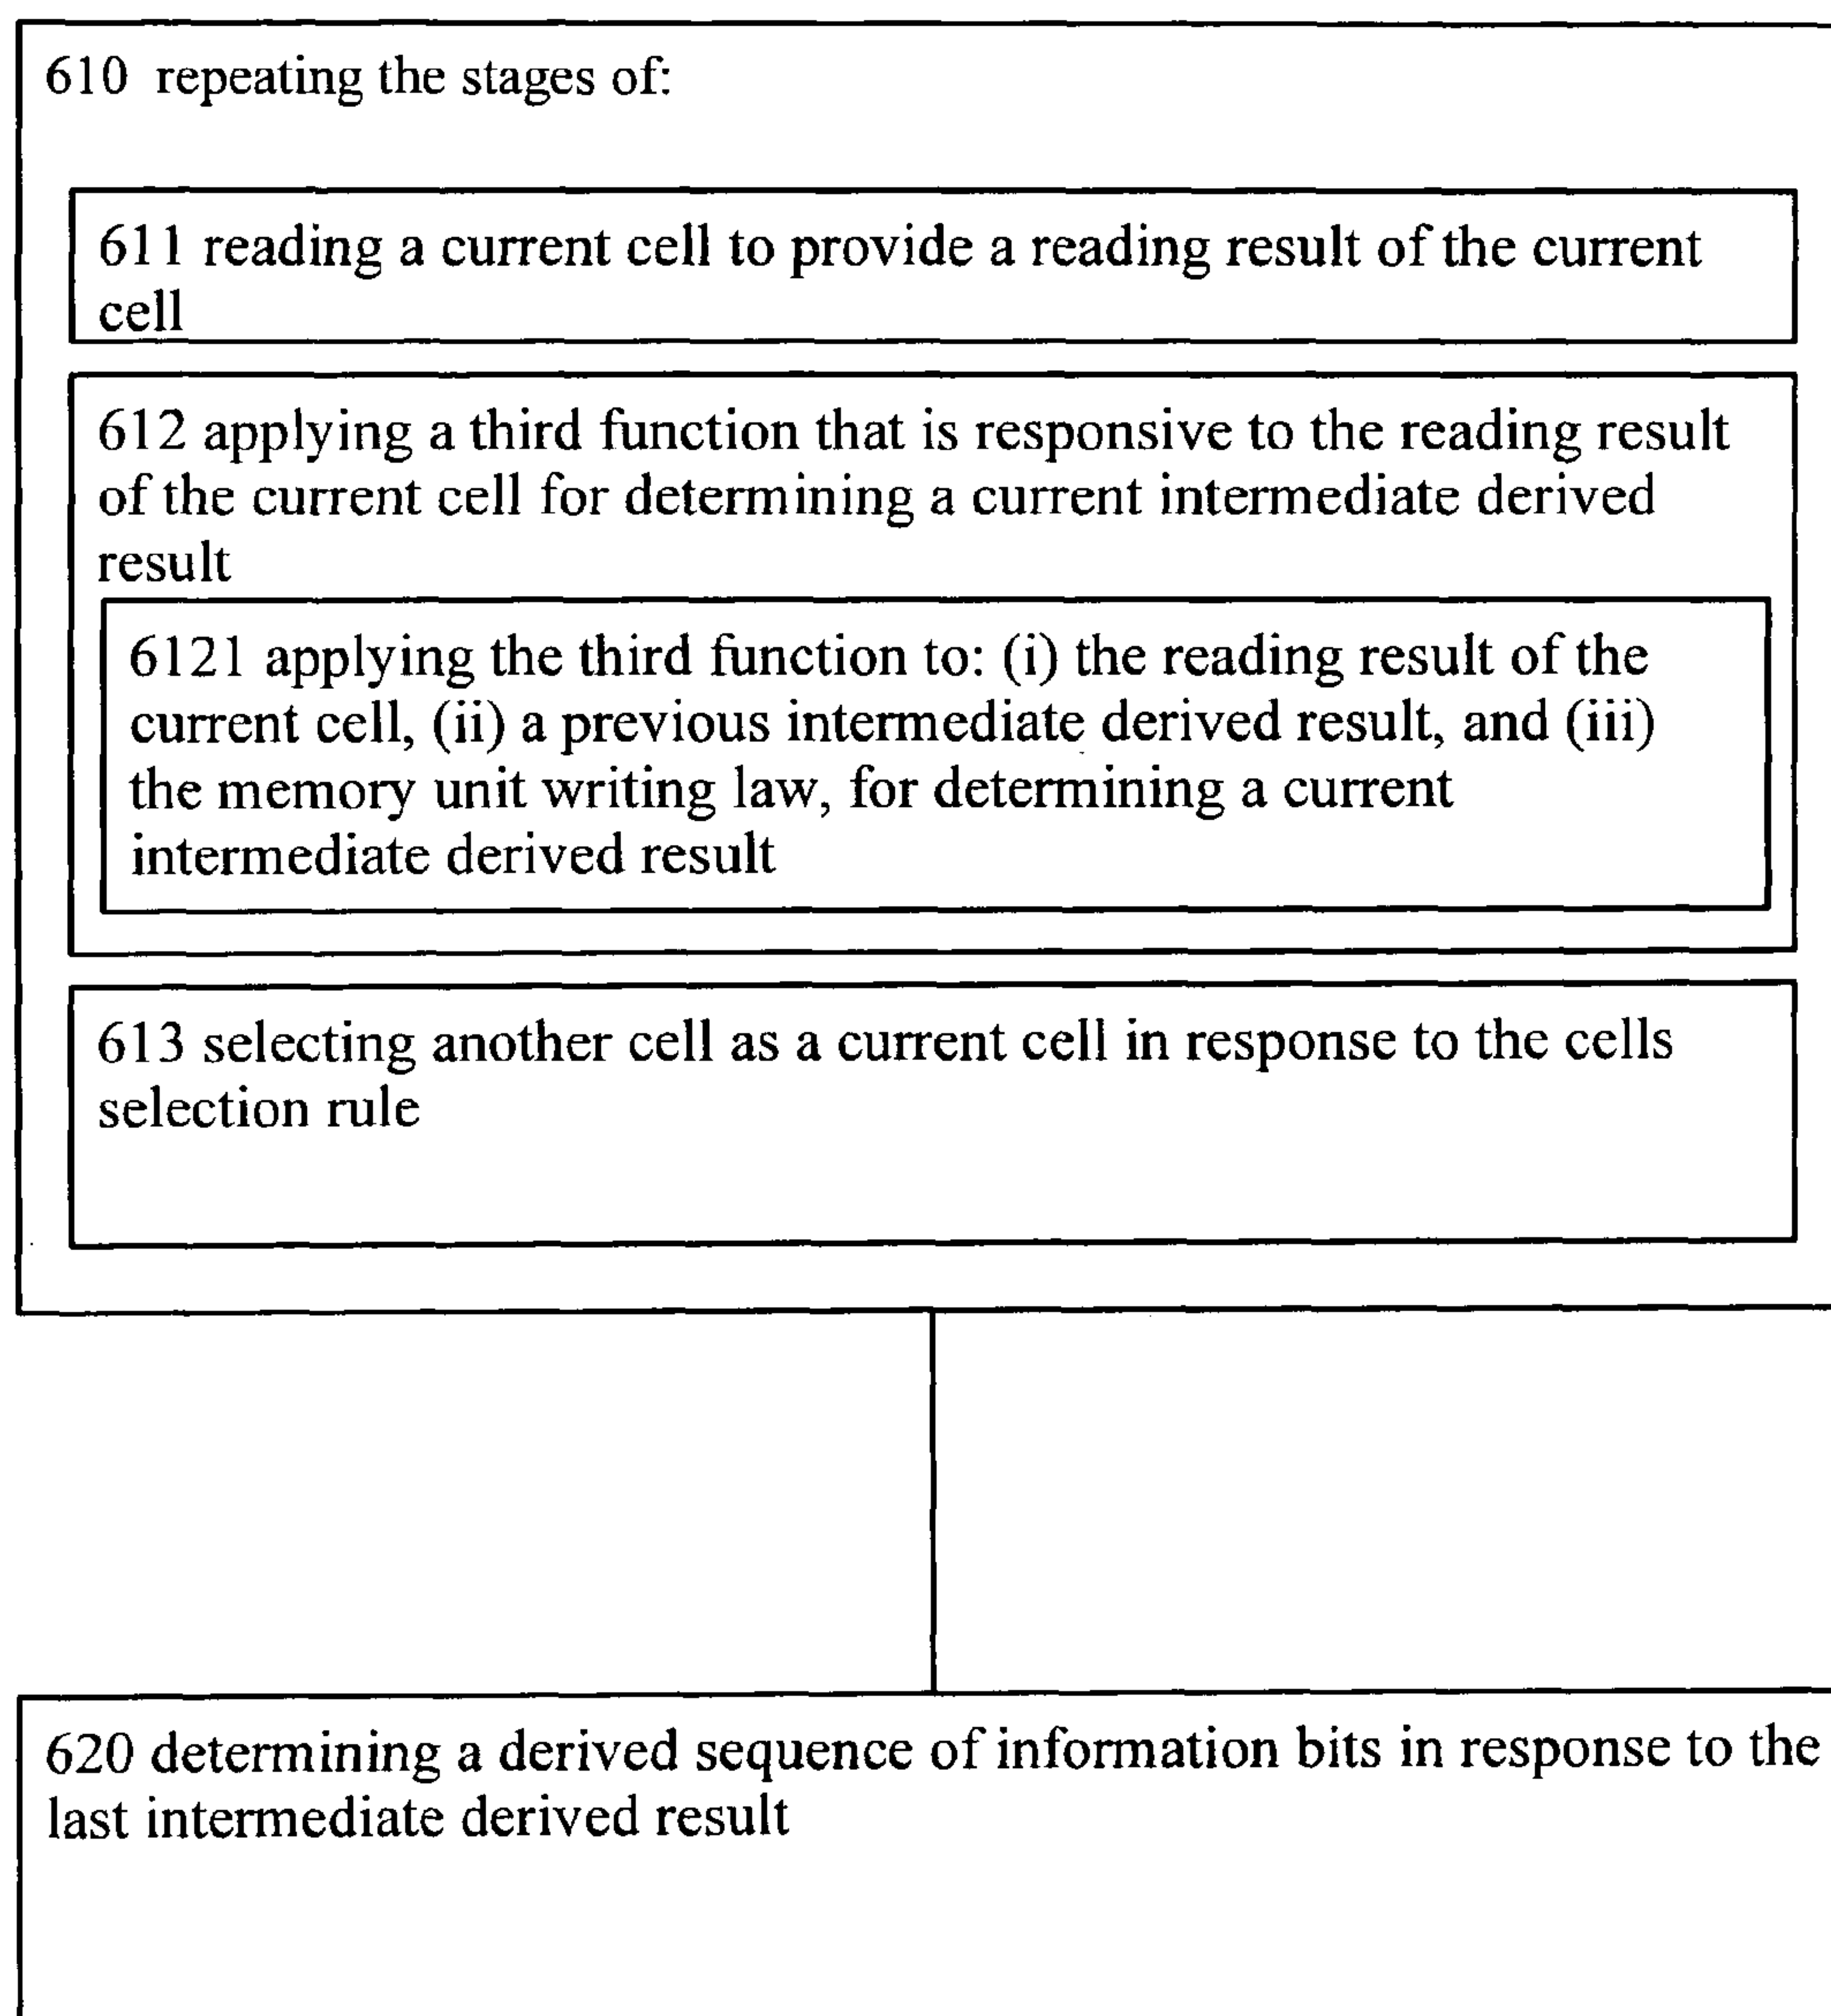 610 repeating the stages of:
611 reading a current cell to provide a reading result of the current
cell
612 applying a third function that is responsive to the reading result
of the current cell for determining a current intermediate derived
result
6121 applying the third function to: (i) the reading result of the
current cell, (ii) a previous intermediate derived result, and (iii)
the memory unit writing law, for determining a current
intermediate derived result
613 selecting another cell as a current cell in response to the cells
selection rule
620 determining a derived sequence of information bits in response to the
last intermediate derived result